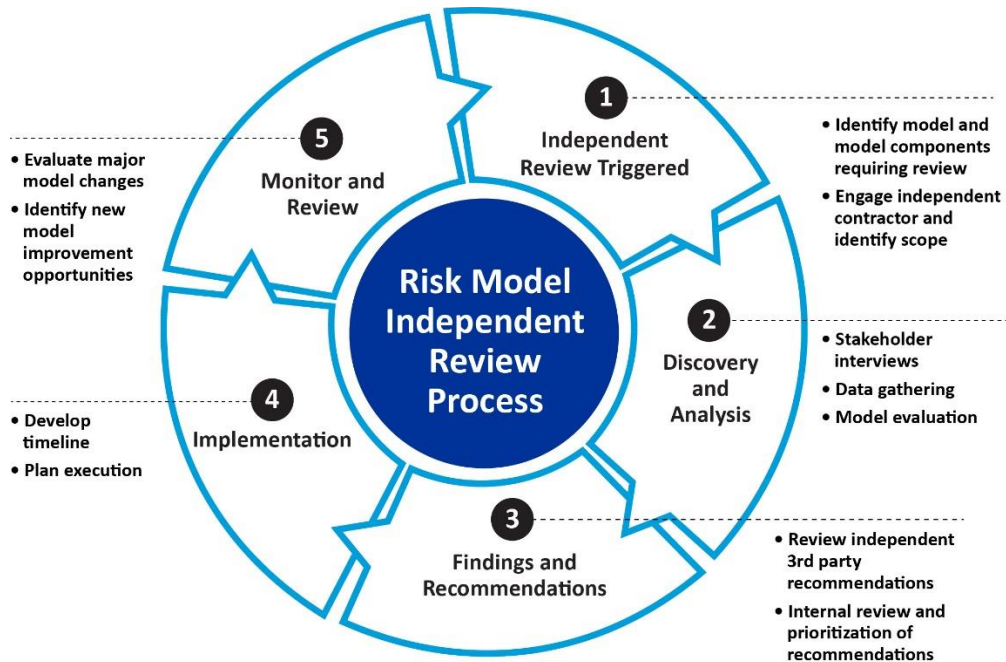 Risk Model
Independent
Review
Process
1
Independent
Review Triggered
• Identify model and
model components
requiring review
• Engage independent
contractor and
identify scope
2
Discovery
and
Analysis
• Stakeholder
interviews
• Data gathering
• Model evaluation
3
Findings and
Recommendations
• Review independent
3rd party
recommendations
• Internal review and
prioritization of
recommendations
4
Implementation
• Develop
timeline
• Plan execution
5
Monitor and
Review
• Evaluate major
model changes
• Identify new
model
improvement
opportunities